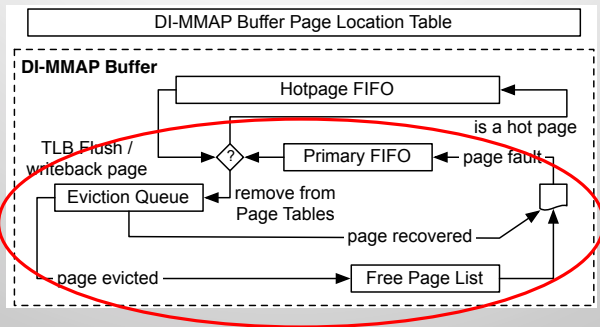 DI-MMAP Buffer Page Location Table
DI-MMAP Buffer
Hotpage FIFO
is a hot page
TLB Flush /
writeback page
?
Primary FIFO
page fault
Eviction Queue
remove from
Page Tables
page recovered
page evicted
Free Page List